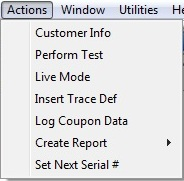 Actions Window Utilities
Customer Info
Perform Test
Live Mode
Insert Trace Def
Log Coupon Data
Create Report
Set Next Serial #